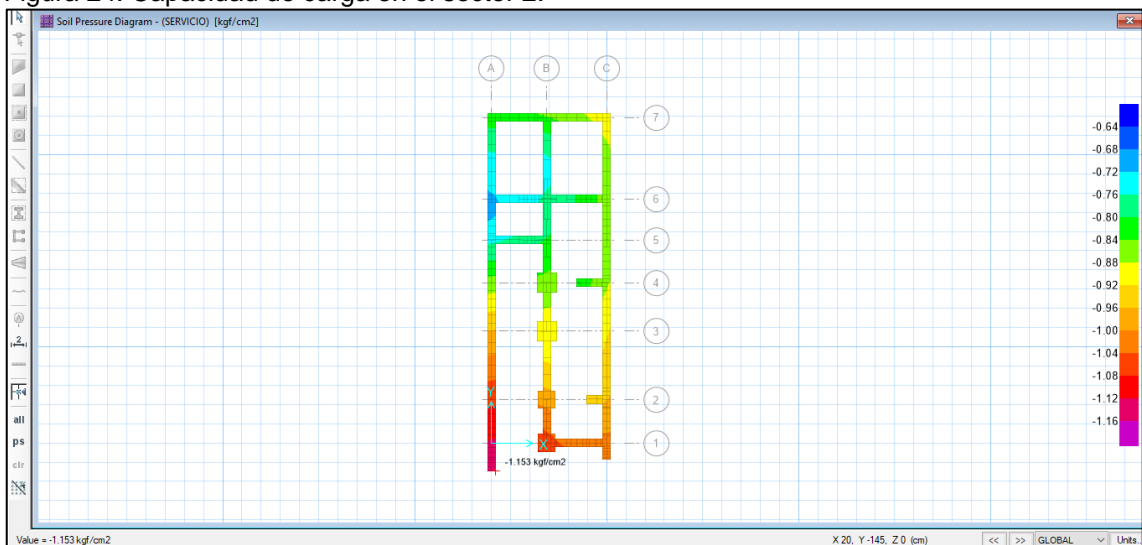 Figura 24. Capacidad de carga en el sector 2.
Soil Pressure Diagram - (SERVICIO) [kgf/cm2]
A B C
7
6
5
4
3
2
1
Y
X
-1.153 kgf/cm2
-0.64
-0.68
-0.72
-0.76
-0.80
-0.84
-0.88
-0.92
-0.96
-1.00
-1.04
-1.08
-1.12
-1.16
2
all
ps
clr
Value = -1.153 kgf/cm2 X 20, Y -145, Z 0 (cm) << >> GLOBAL Units.